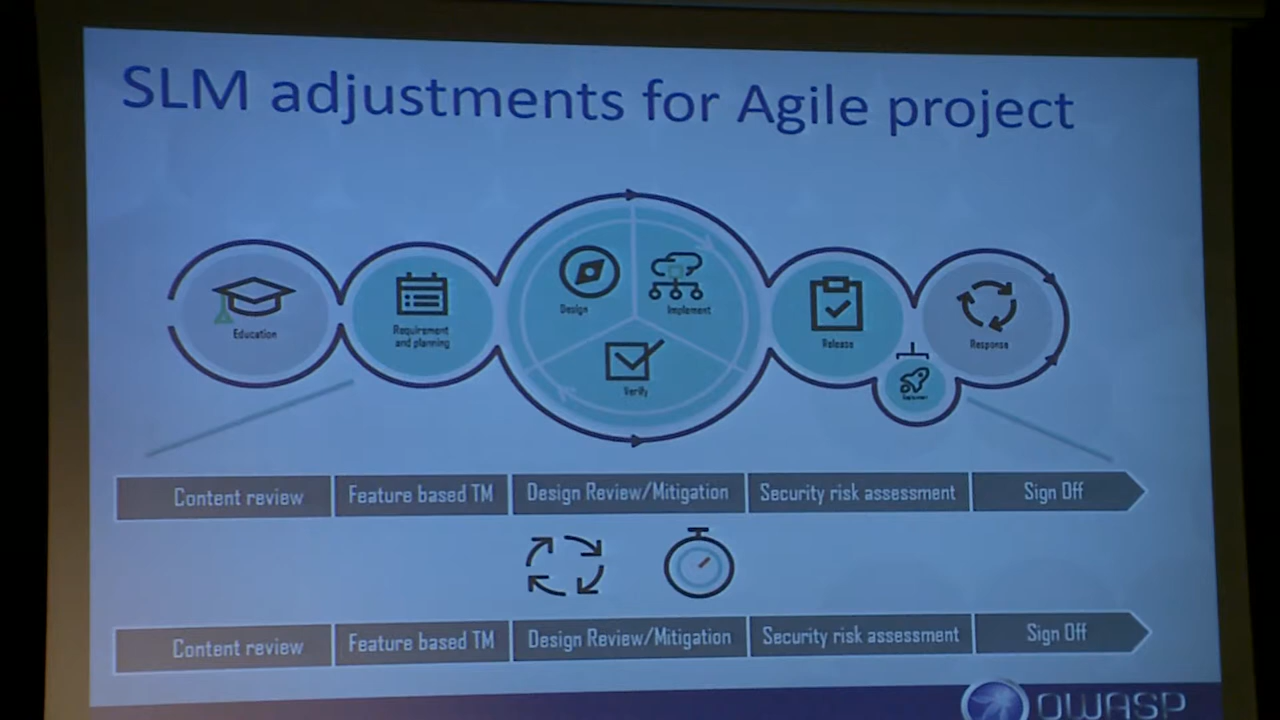 SLM adjustments for Agile project
Education
Requirement
and planning
Design
Implement
Verify
Release
Deployment
Response
Content review
Feature based TM
Design Review/Mitigation
Security risk assessment
Sign Off
Content review
Feature based TM
Design Review/Mitigation
Security risk assessment
Sign Off
OWASP